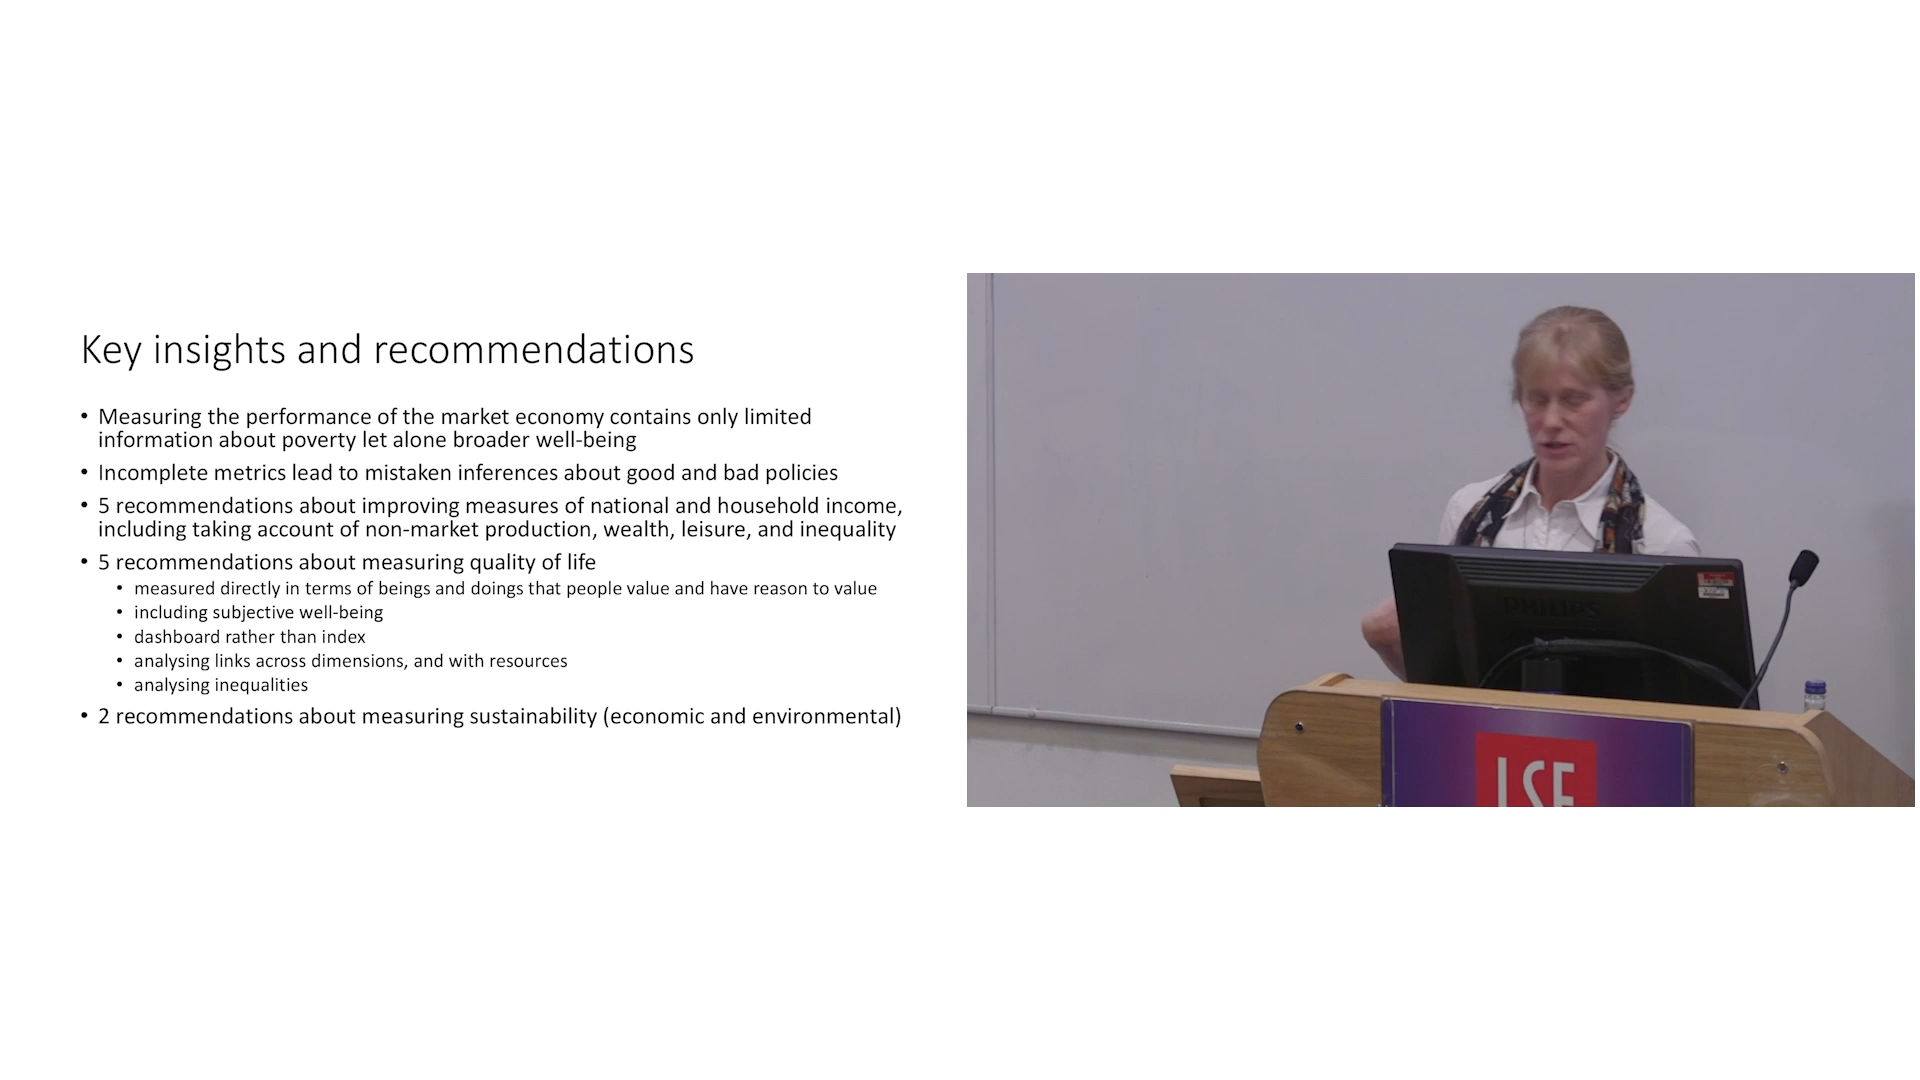 Key insights and recommendations
• Measuring the performance of the market economy contains only limited
information about poverty let alone broader well-being
• Incomplete metrics lead to mistaken inferences about good and bad policies
• 5 recommendations about improving measures of national and household income,
including taking account of non-market production, wealth, leisure, and inequality
• 5 recommendations about measuring quality of life
• measured directly in terms of beings and doings that people value and have reason to value
• including subjective well-being
• dashboard rather than index
• analysing links across dimensions, and with resources
• analysing inequalities
• 2 recommendations about measuring sustainability (economic and environmental)
PHILIPS
LSE